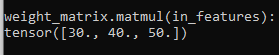 weight_matrix.matmul(in_features):
tensor([30., 40., 50.])